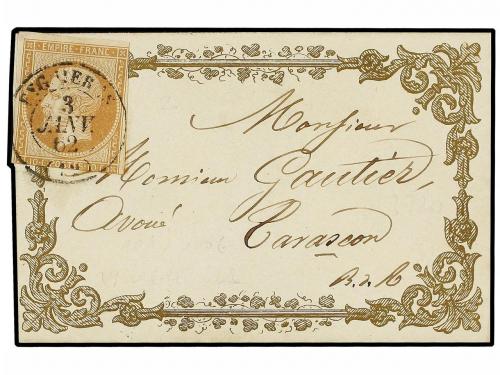 EMPIRE FRANC
3
JANV.
62
Monsieur
Monsieur Gautier,
Avoué
Tarascon
B. d. R